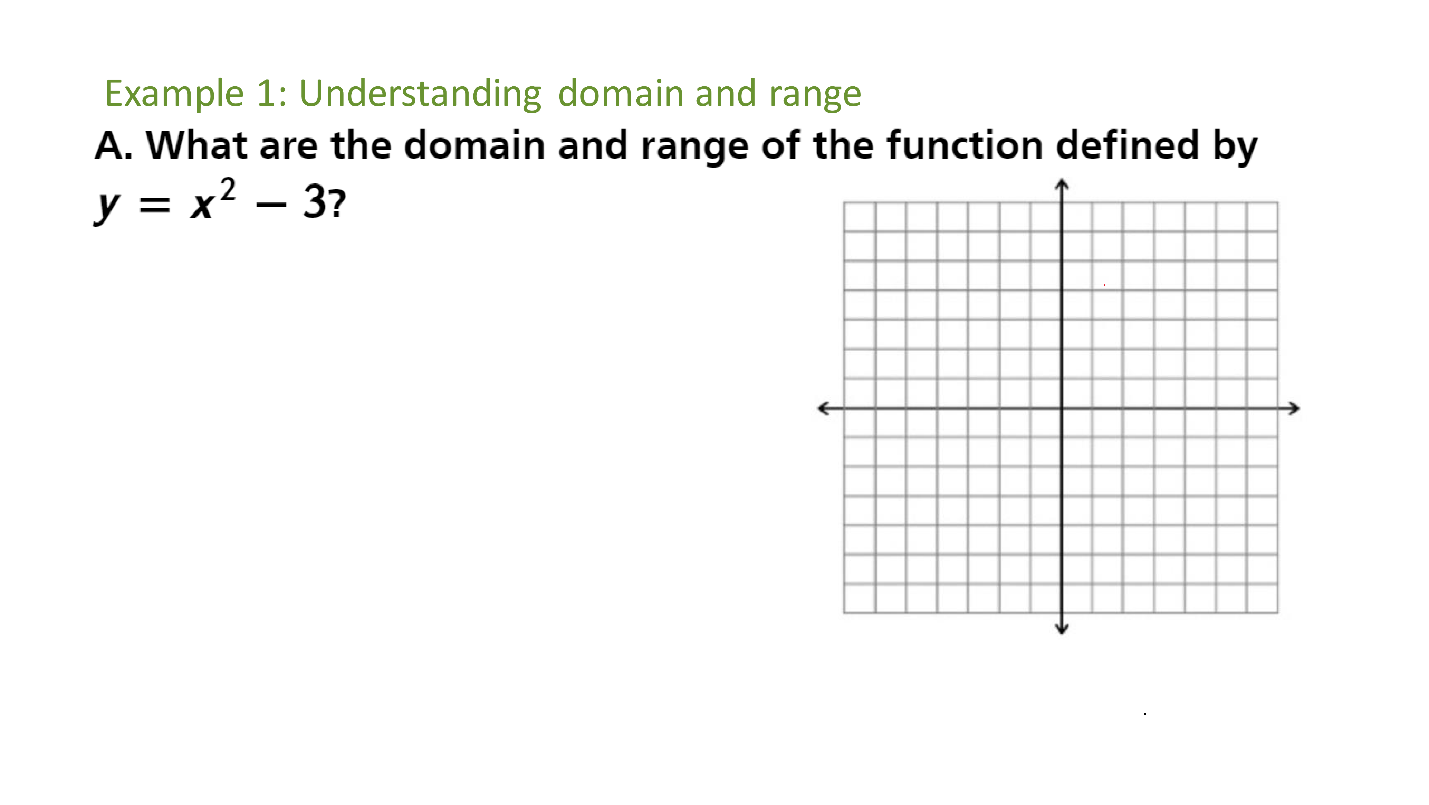 Example 1: Understanding domain and range
A. What are the domain and range of the function defined by
y = x² − 3?